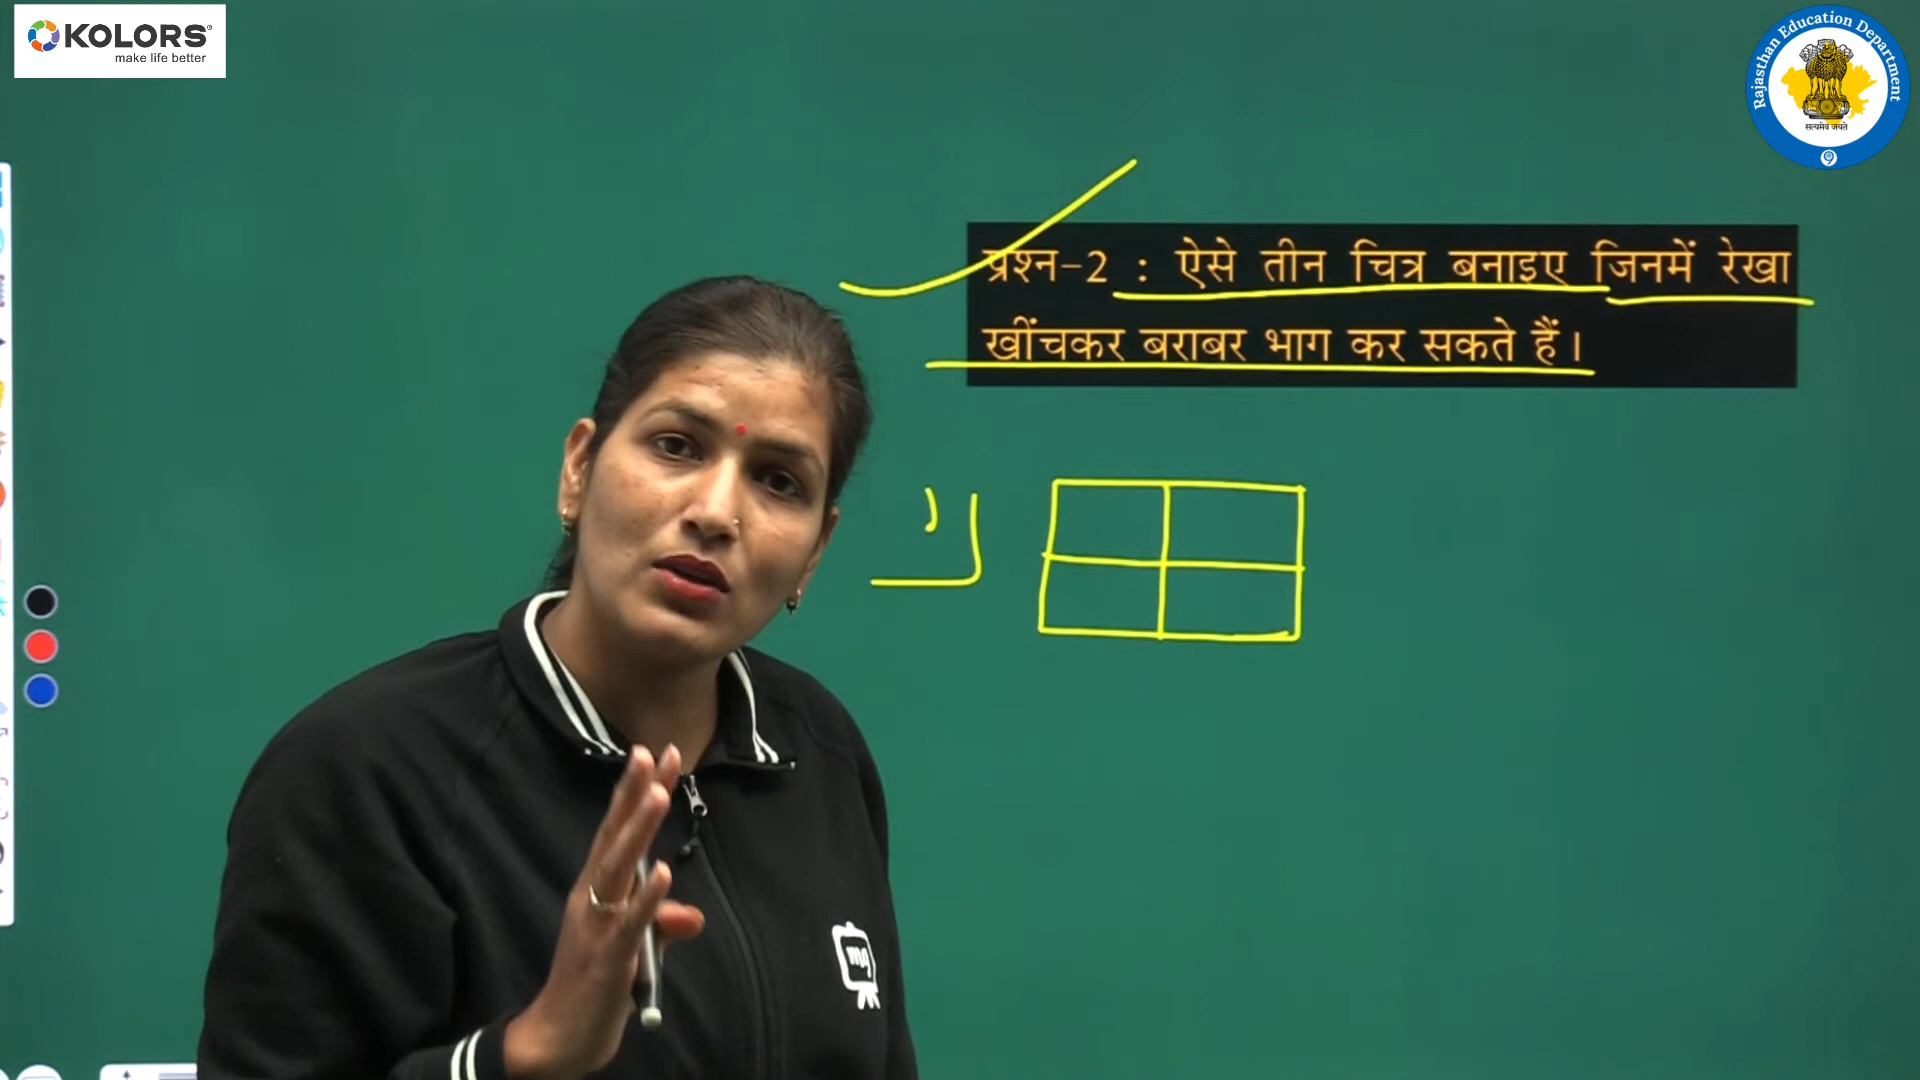 KOLORS
make life better
Rajasthan Education Department
सत्यमेव जयते
प्रश्न-2 : ऐसे तीन चित्र बनाइए जिनमें रेखा
खींचकर बराबर भाग कर सकते हैं।
mg